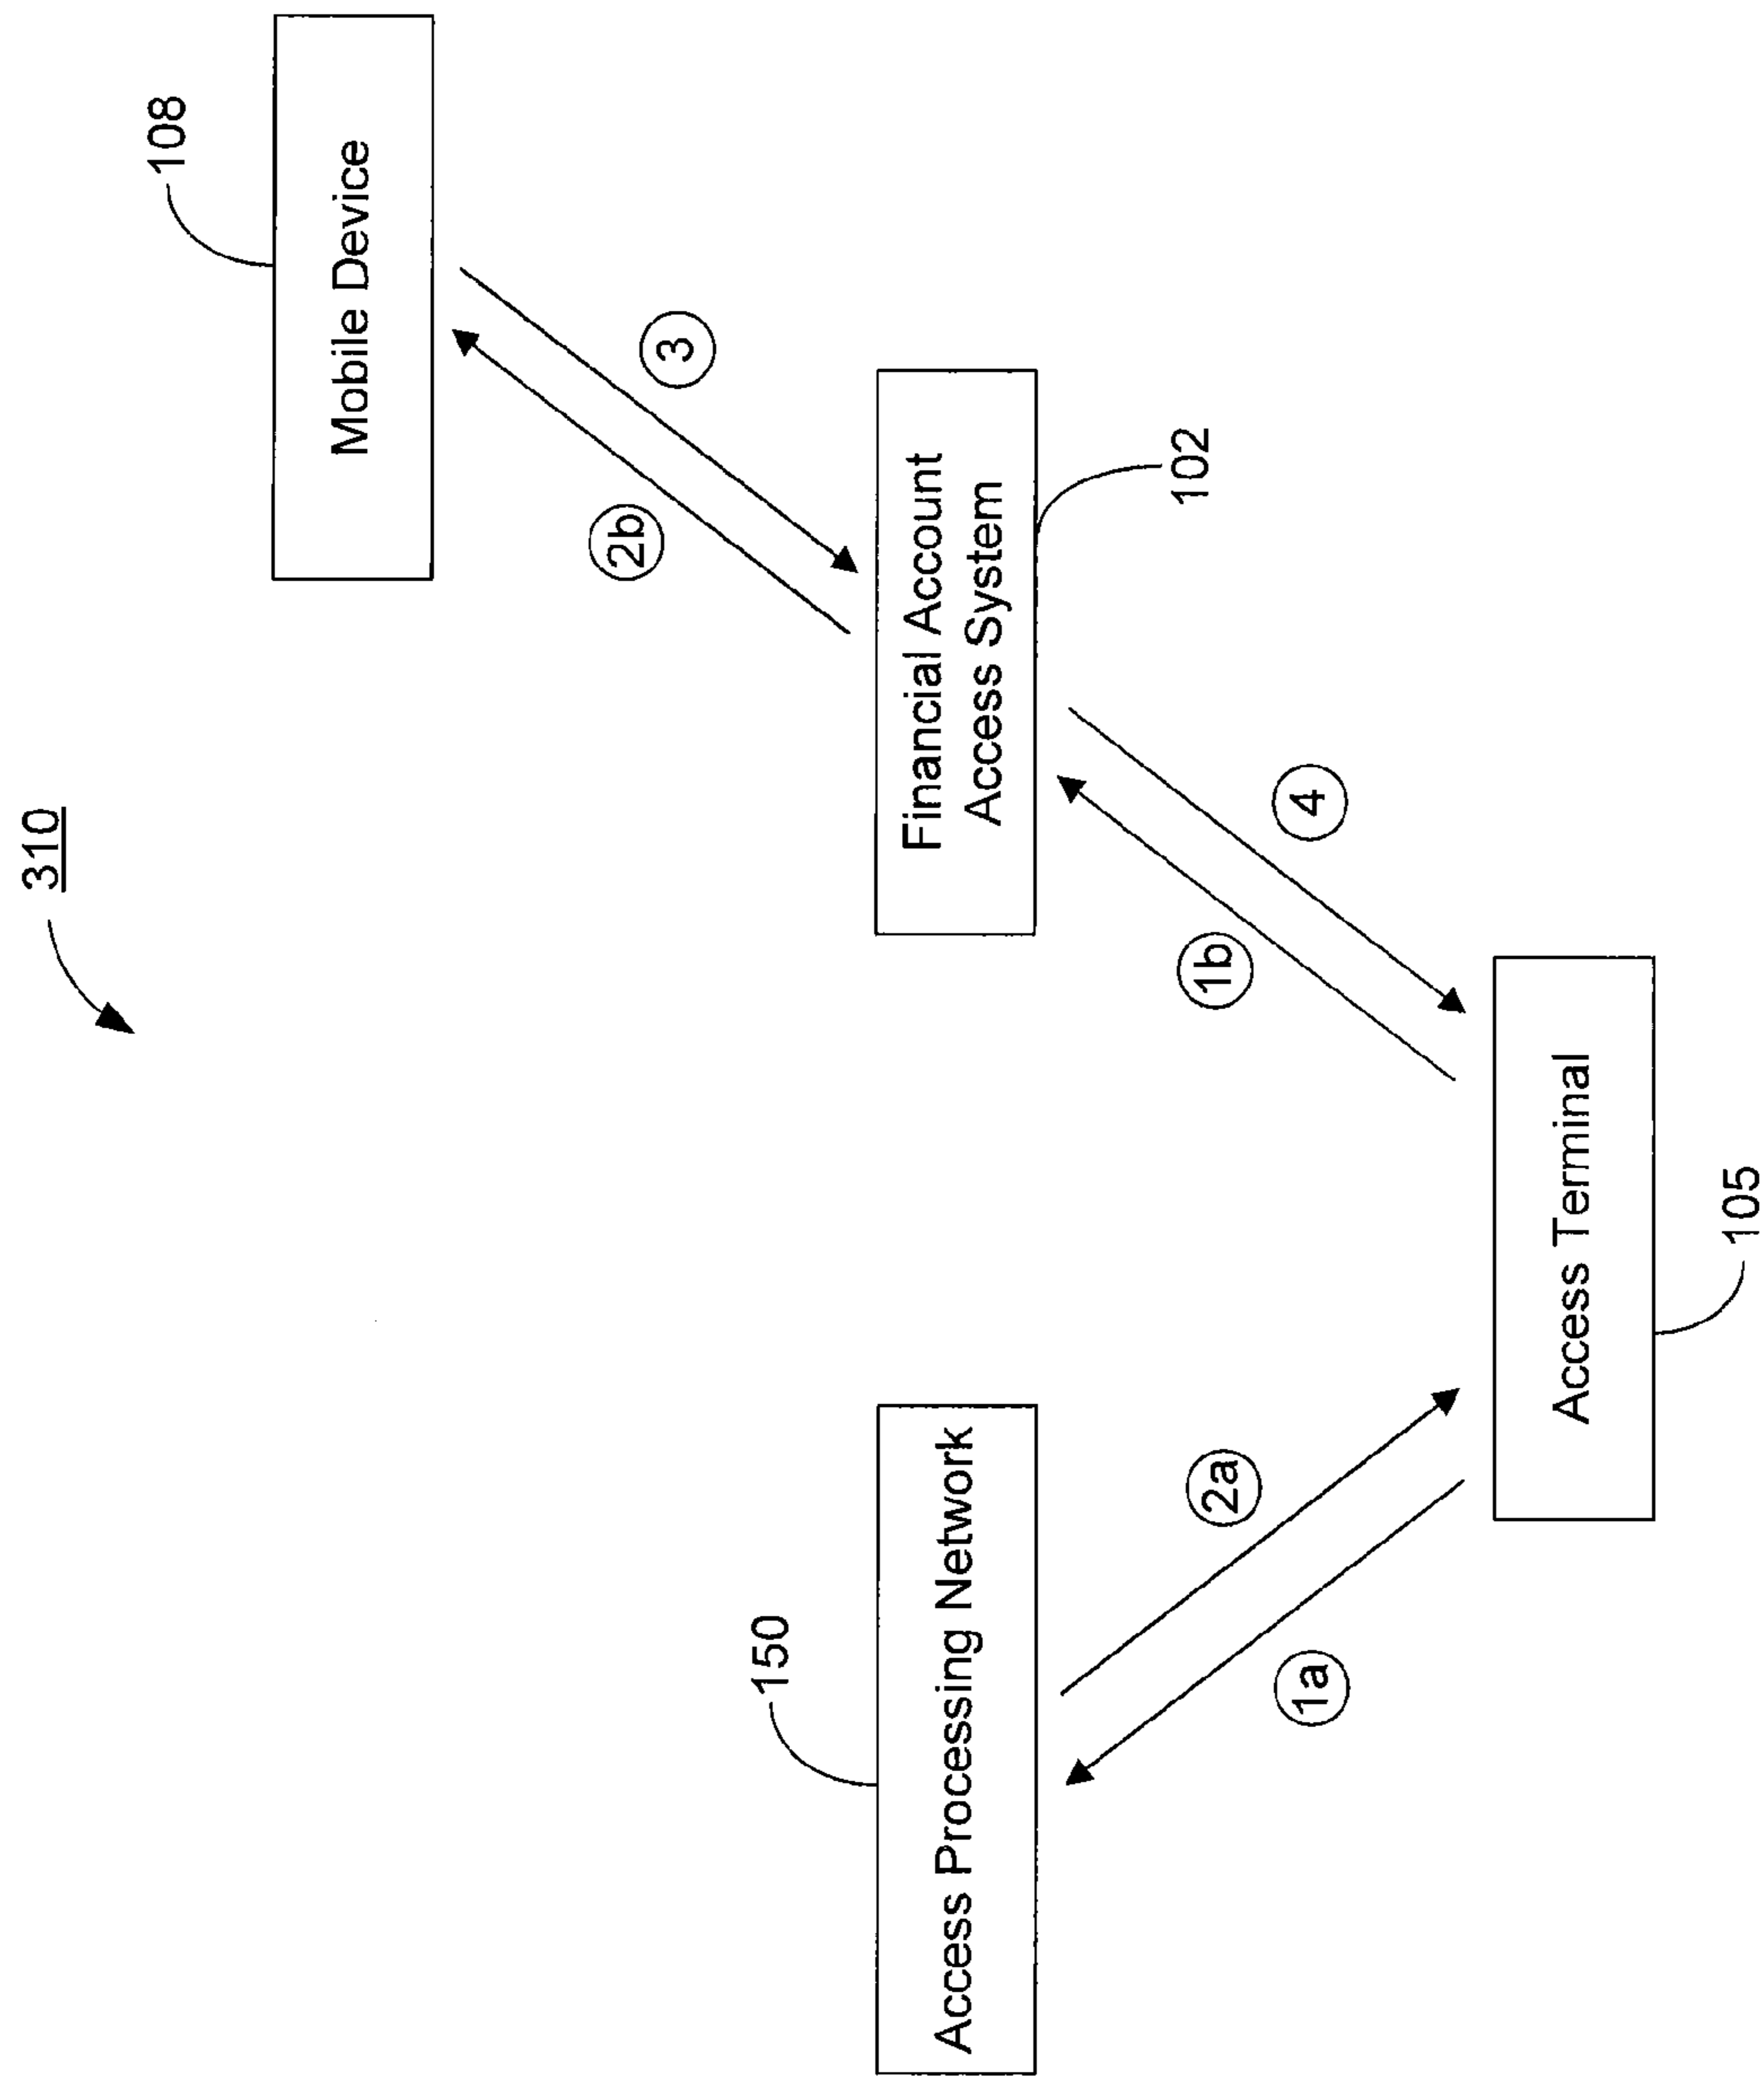 310
108
Mobile Device
2b
3
Financial Account
Access System
102
1b
4
150
Access Processing Network
2a
1a
Access Terminal
105